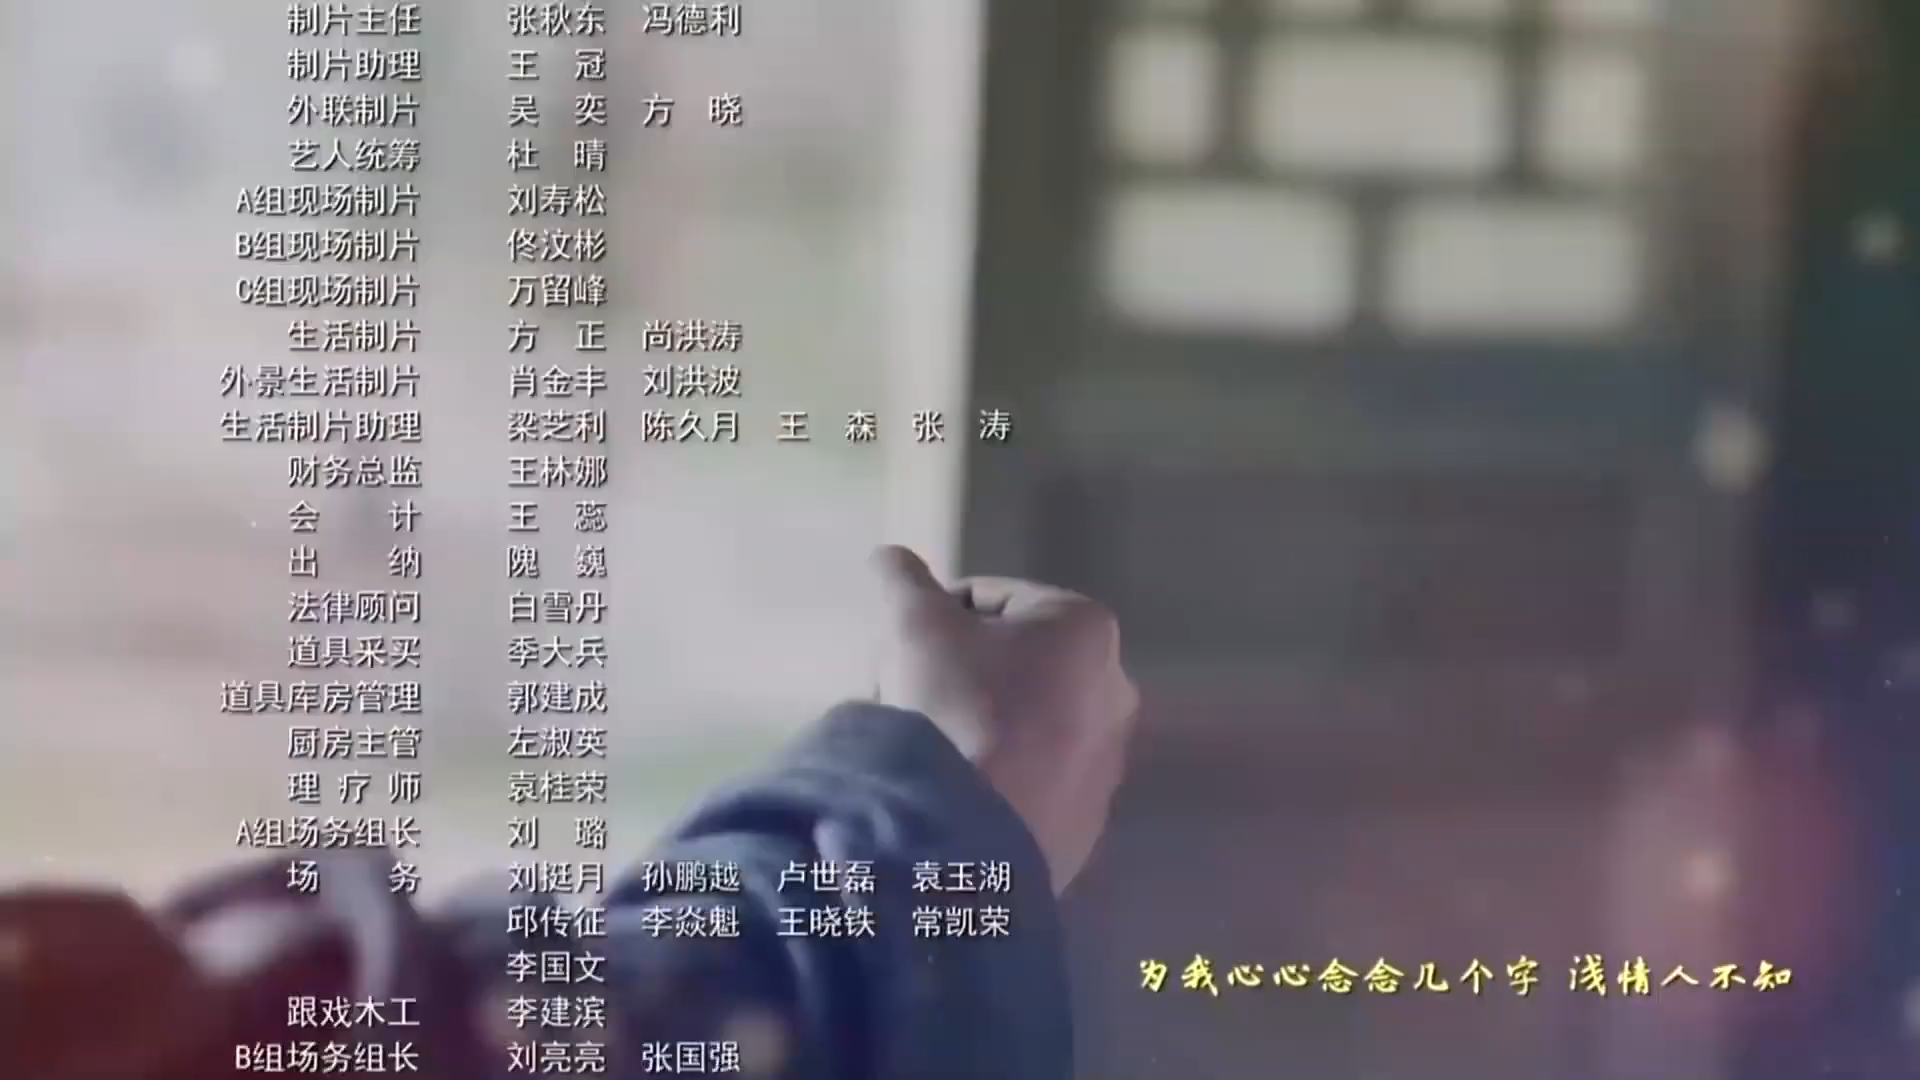 制片主任 张秋东 冯德利
制片助理 王 冠
外联制片 吴 奕 方 晓
艺人统筹 杜 晴
A组现场制片 刘寿松
B组现场制片 佟汶彬
C组现场制片 万留峰
生活制片 方 正 尚洪涛
外景生活制片 肖金丰 刘洪波
生活制片助理 梁芝利 陈久月 王 森 张 涛
财务总监 王林娜
会 计 王 蕊
出 纳 隗 巍
法律顾问 白雪丹
道具采买 季大兵
道具库房管理 郭建成
厨房主管 左淑英
理 疗 师 袁桂荣
A组场务组长 刘 璐
场 务 刘挺月 孙鹏越 卢世磊 袁玉湖
邱传征 李焱魁 王晓铁 常凯荣
李国文
跟戏木工 李建滨
B组场务组长 刘亮亮 张国强
为我心心念念几个字 浅情人不知